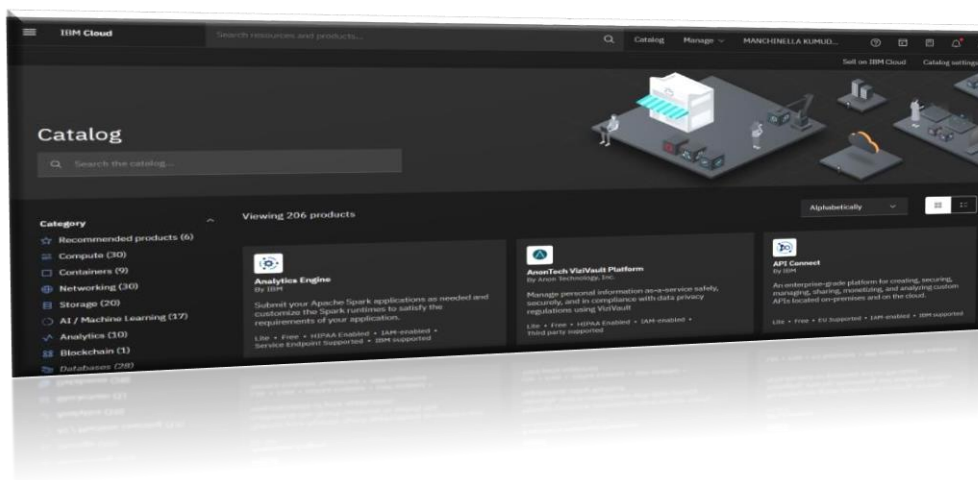 IBM Cloud
Search resources and products...
Catalog
Manage
MANCHINELLA KUMUD...
Sell on IBM Cloud
Catalog settings
Catalog
Search the catalog...
Category
Recommended products (6)
Compute (30)
Containers (9)
Networking (30)
Storage (20)
AI / Machine Learning (17)
Analytics (10)
Blockchain (1)
Databases (28)
Viewing 206 products
Alphabetically
Analytics Engine
By IBM
Submit your Apache Spark applications as needed and
customize the Spark runtimes to satisfy the
requirements of your application.
Lite • Free • HIPAA Enabled • IAM-enabled •
Service Endpoint Supported • IBM supported
AnonTech ViziVault Platform
By Anon Technology, Inc.
Manage personal information as-a-service safely,
securely, and in compliance with data privacy
regulations using ViziVault
Lite • Free • HIPAA Enabled • IAM-enabled •
Third party supported
API Connect
By IBM
An enterprise-grade platform for creating, securing,
managing, sharing, monetizing, and analyzing custom
APIs located on-premises and on the cloud.
Lite • Free • EU Supported • IAM-enabled • IBM supported